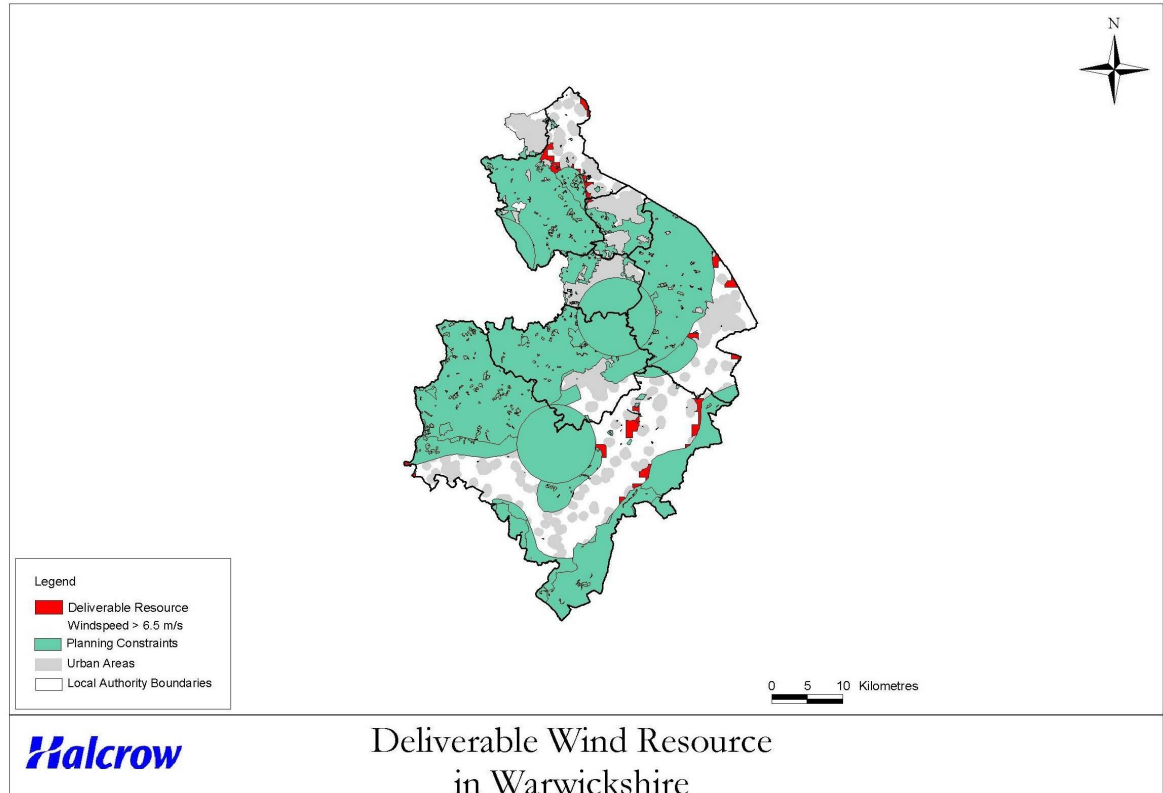 N
Legend
Deliverable Resource
Windspeed > 6.5 m/s
Planning Constraints
Urban Areas
Local Authority Boundaries
0 5 10 Kilometres
Halcrow
Deliverable Wind Resource
in Warwickshire